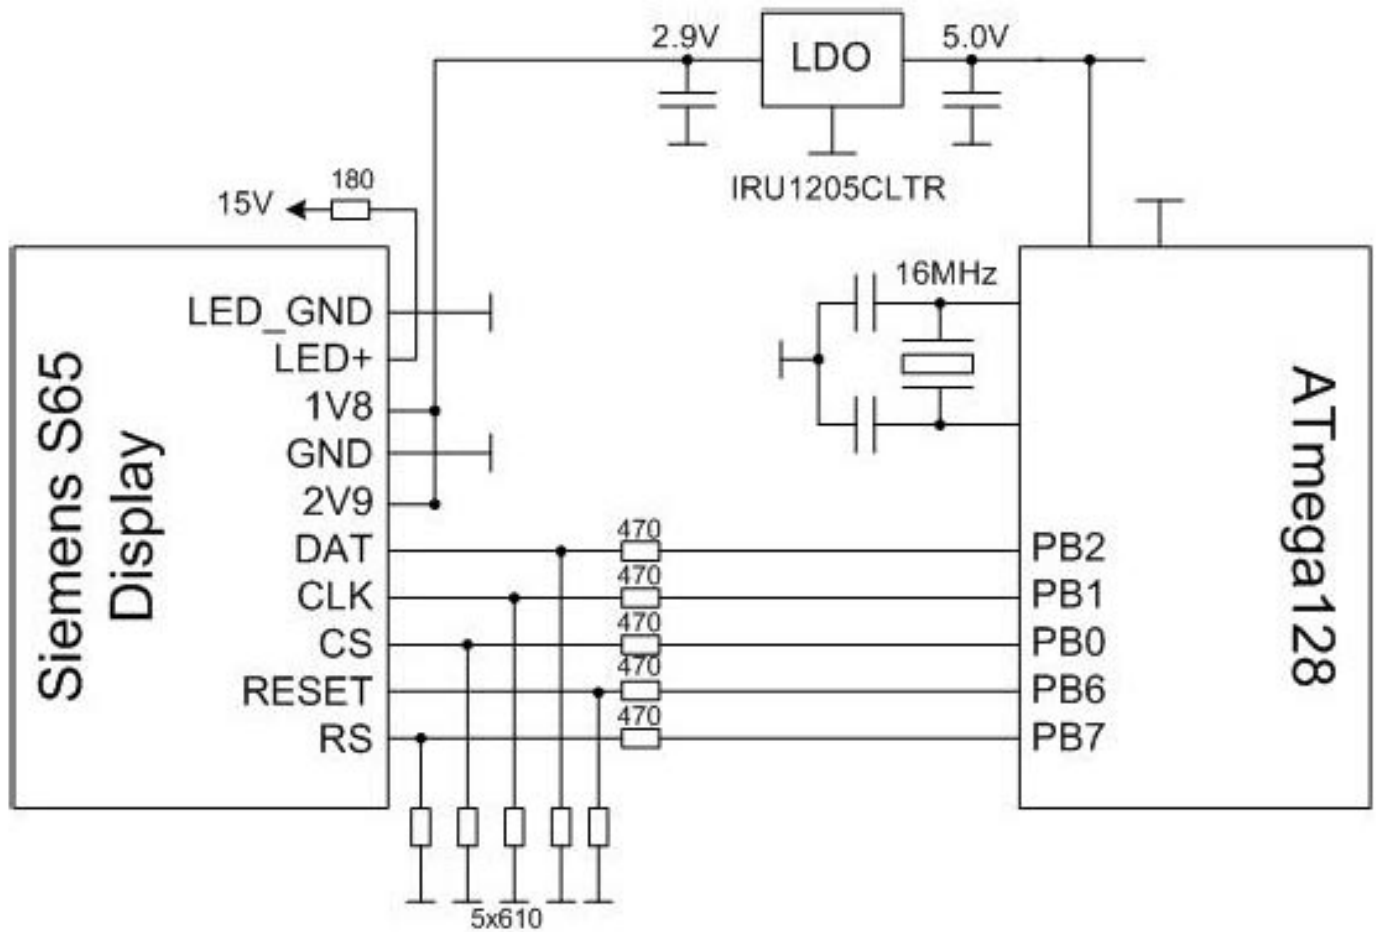 2.9V
LDO
5.0V
IRU1205CLTR
180
15V
16MHz
LED_GND
LED+
1V8
GND
2V9
DAT
CLK
CS
RESET
RS
Siemens S65
Display
470
470
470
470
470
PB2
PB1
PB0
PB6
PB7
ATmega128
5x610